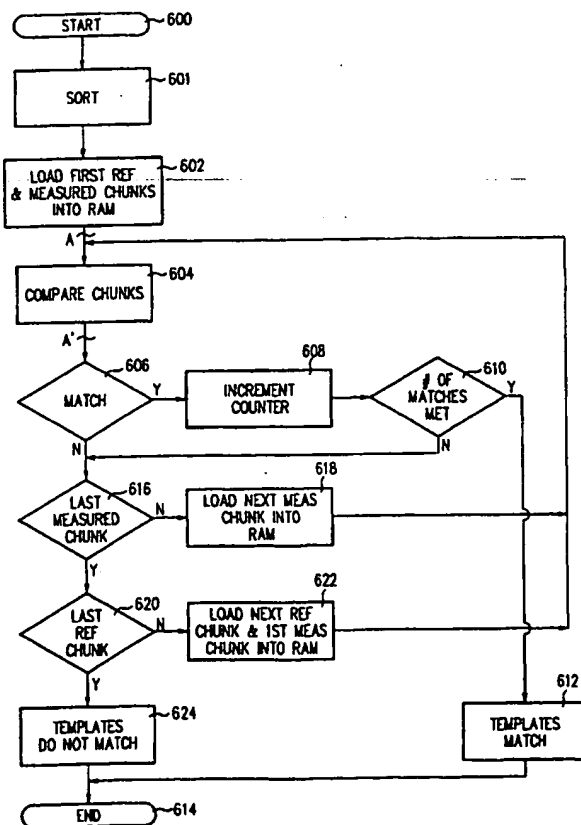 START
600
601
SORT
602
LOAD FIRST REF
& MEASURED CHUNKS
INTO RAM
A
604
COMPARE CHUNKS
A'
606
MATCH
Y
N
608
INCREMENT
COUNTER
610
# OF
MATCHES
MET
Y
N
616
LAST
MEASURED
CHUNK
N
Y
618
LOAD NEXT MEAS
CHUNK INTO
RAM
620
LAST
REF
CHUNK
N
Y
622
LOAD NEXT REF
CHUNK & 1ST MEAS
CHUNK INTO RAM
624
TEMPLATES
DO NOT MATCH
612
TEMPLATES
MATCH
END
614